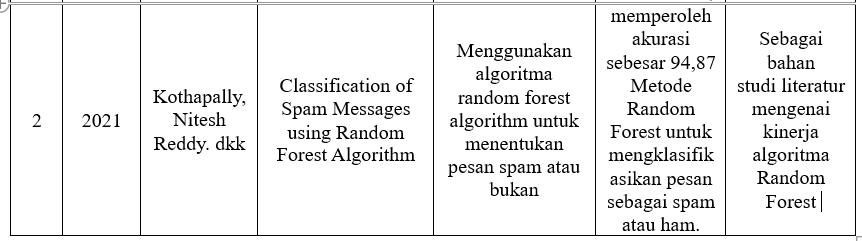 2
2021
Kothapally,
Nitesh
Reddy. dkk
Classification of
Spam Messages
using Random
Forest Algorithm
Menggunakan
algoritma
random forest
algorithm untuk
menentukan
pesan spam atau
bukan
memperoleh
akurasi
sebesar 94,87
Metode
Random
Forest untuk
mengklasifik
asikan pesan
sebagai spam
atau ham.
Sebagai
bahan
studi literatur
mengenai
kinerja
algoritma
Random
Forest